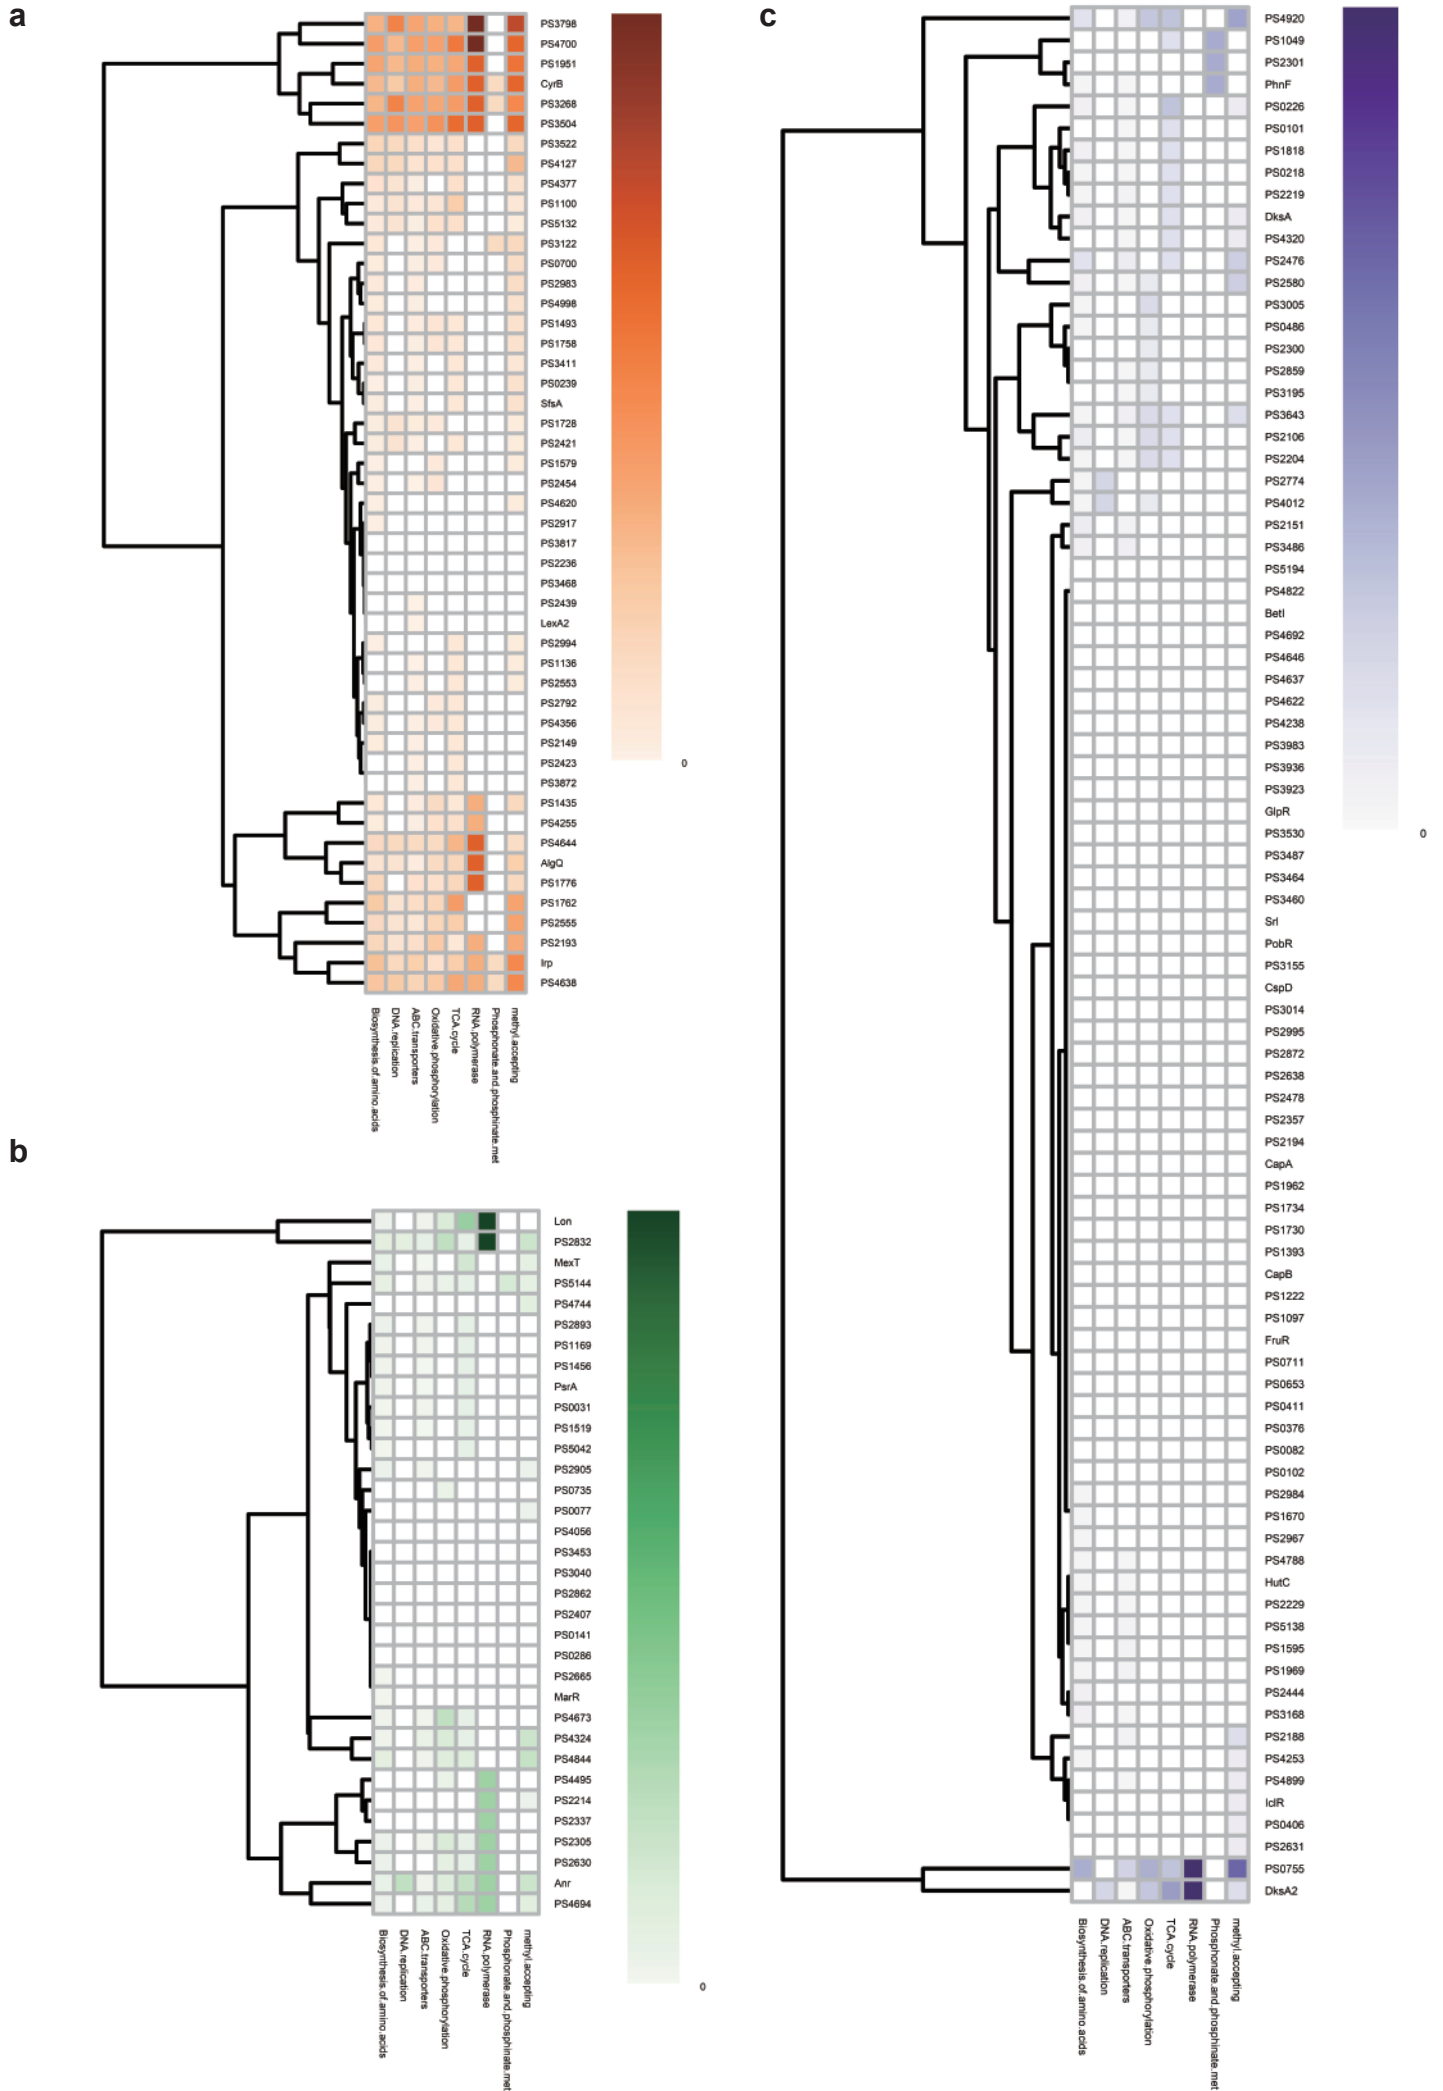 a
PS3798
PS4700
PS1951
CyrB
PS3268
PS3504
PS3522
PS4127
PS4377
PS1100
PS5132
PS3122
PS0700
PS2983
PS4998
PS1493
PS1758
PS3411
PS0239
SfsA
PS1728
PS2421
PS1579
PS2454
PS4620
PS2917
PS3817
PS2236
PS3468
PS2439
LexA2
PS2994
PS1136
PS2553
PS2792
PS4356
PS2149
PS2423
PS3872
PS1435
PS4255
PS4644
AlgQ
PS1776
PS1762
PS2555
PS2193
lrp
PS4638
0
Biosynthesis.of.amino.acids
DNA.replication
ABC.transporters
Oxidative.phosphorylation
TCA.cycle
RNA.polymerase
Phosphonate.and.phosphinate.met
methyl.accepting
b
Lon
PS2832
MexT
PS5144
PS4744
PS2893
PS1169
PS1456
PsrA
PS0031
PS1519
PS5042
PS2905
PS0735
PS0077
PS4056
PS3453
PS3040
PS2862
PS2407
PS0141
PS0286
PS2665
MarR
PS4673
PS4324
PS4844
PS4495
PS2214
PS2337
PS2305
PS2630
Anr
PS4694
0
Biosynthesis.of.amino.acids
DNA.replication
ABC.transporters
Oxidative.phosphorylation
TCA.cycle
RNA.polymerase
Phosphonate.and.phosphinate.met
methyl.accepting
c
PS4920
PS1049
PS2301
PhnF
PS0226
PS0101
PS1818
PS0218
PS2219
DksA
PS4320
PS2476
PS2580
PS3005
PS0486
PS2300
PS2859
PS3195
PS3643
PS2106
PS2204
PS2774
PS4012
PS2151
PS3486
PS5194
PS4822
BetI
PS4692
PS4646
PS4637
PS4622
PS4238
PS3983
PS3936
PS3923
GlpR
PS3530
PS3487
PS3464
PS3460
Srl
PobR
PS3155
CspD
PS3014
PS2995
PS2872
PS2638
PS2478
PS2357
PS2194
CapA
PS1962
PS1734
PS1730
PS1393
CapB
PS1222
PS1097
FruR
PS0711
PS0653
PS0411
PS0376
PS0082
PS0102
PS2984
PS1670
PS2967
PS4788
HutC
PS2229
PS5138
PS1595
PS1969
PS2444
PS3168
PS2188
PS4253
PS4899
IclR
PS0406
PS2631
PS0755
DksA2
0
Biosynthesis.of.amino.acids
DNA.replication
ABC.transporters
Oxidative.phosphorylation
TCA.cycle
RNA.polymerase
Phosphonate.and.phosphinate.met
methyl.accepting